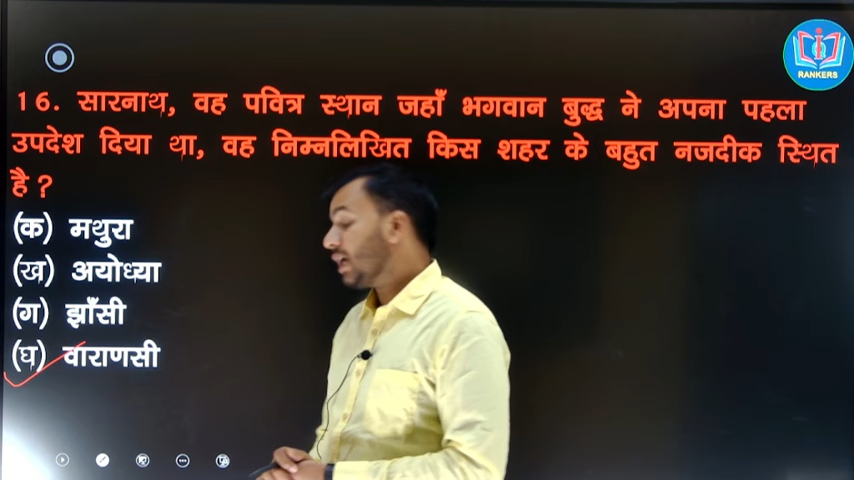 RANKERS
16. सारनाथ, वह पवित्र स्थान जहाँ भगवान बुद्ध ने अपना पहला
उपदेश दिया था, वह निम्नलिखित किस शहर के बहुत नजदीक स्थित
है ?
(क) मथुरा
(ख) अयोध्या
(ग) झाँसी
(घ) वाराणसी